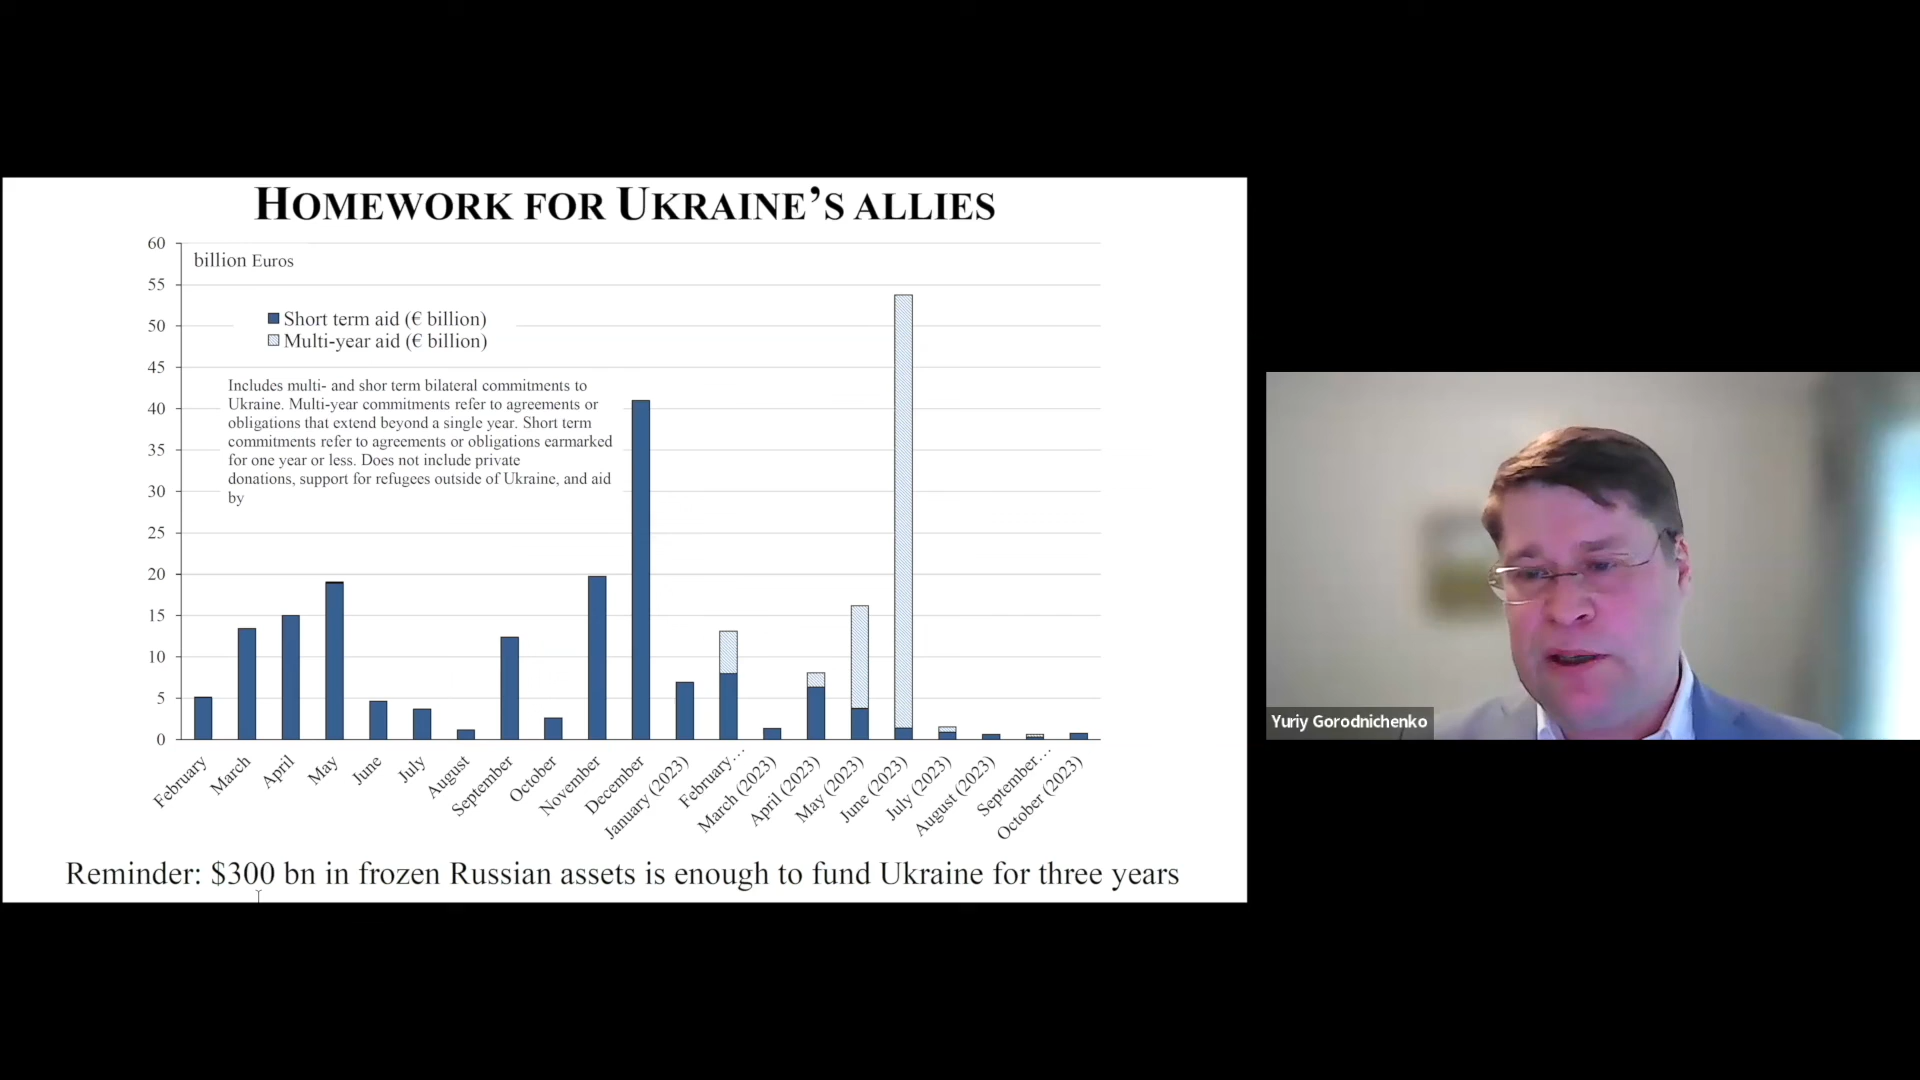 HOMEWORK FOR UKRAINE'S ALLIES
60
55
50
45
40
35
30
25
20
15
10
5
0
billion Euros
Short term aid (€ billion)
Multi-year aid (€ billion)
Includes multi- and shor term bilateral commitments to
Ukraine. Multi-year commitments refer to agreements or
obligations that extend beyond a single year. Short term
commitments refer to agreements or obligations earmarked
for one year or less. Does not include private
donations, support for refugees outside of Ukraine, and aid
by
February
March
April
May
June
July
August
September
October
November
December
January (2023)
February…
March (2023)
April (2023)
May (2023)
June (2023)
July (2023)
August (2023)
September…
October (2023)
Reminder: $300 bn in frozen Russian assets is enough to fund Ukraine for three years
Yuriy Gorodnichenko